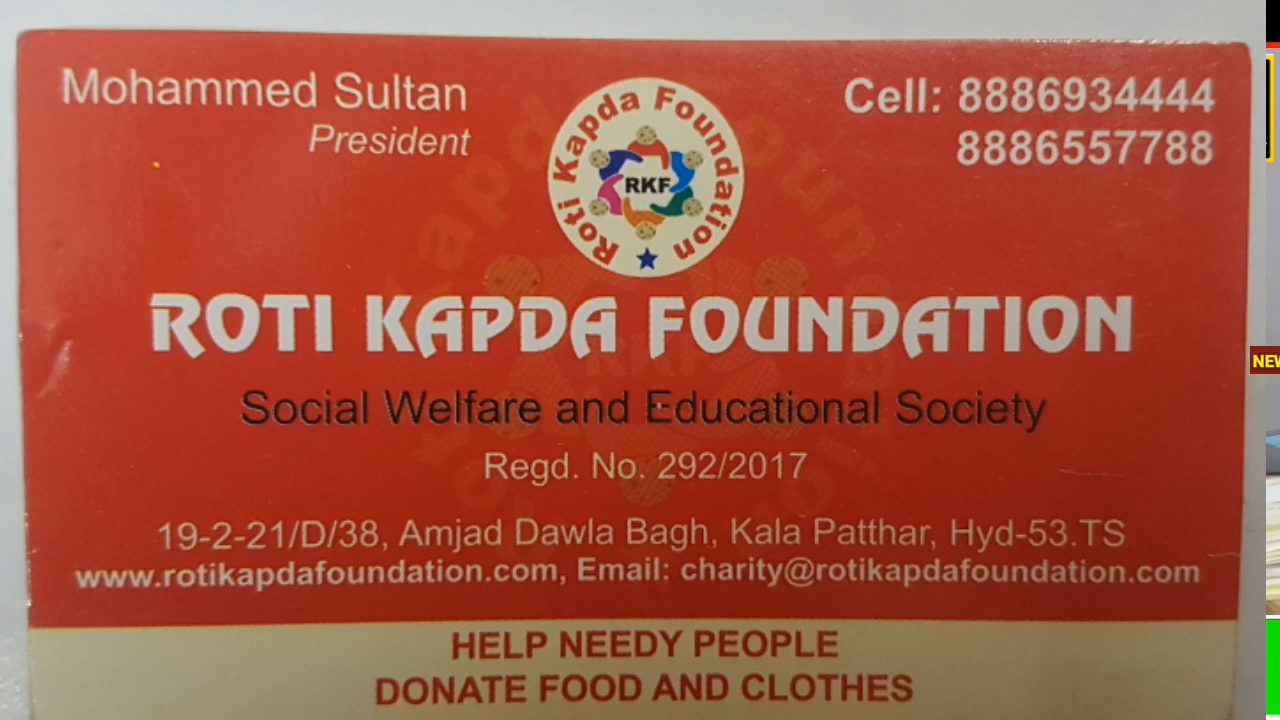 Mohammed Sultan
President
Roti Kapda Foundation
RKF
Cell: 8886934444
8886557788
ROTI KAPDA FOUNDATION
Social Welfare and Educational Society
Regd. No. 292/2017
19-2-21/D/38, Amjad Dawla Bagh, Kala Patthar, Hyd-53.TS
www.rotikapdafoundation.com, Email: charity@rotikapdafoundation.com
HELP NEEDY PEOPLE
DONATE FOOD AND CLOTHES